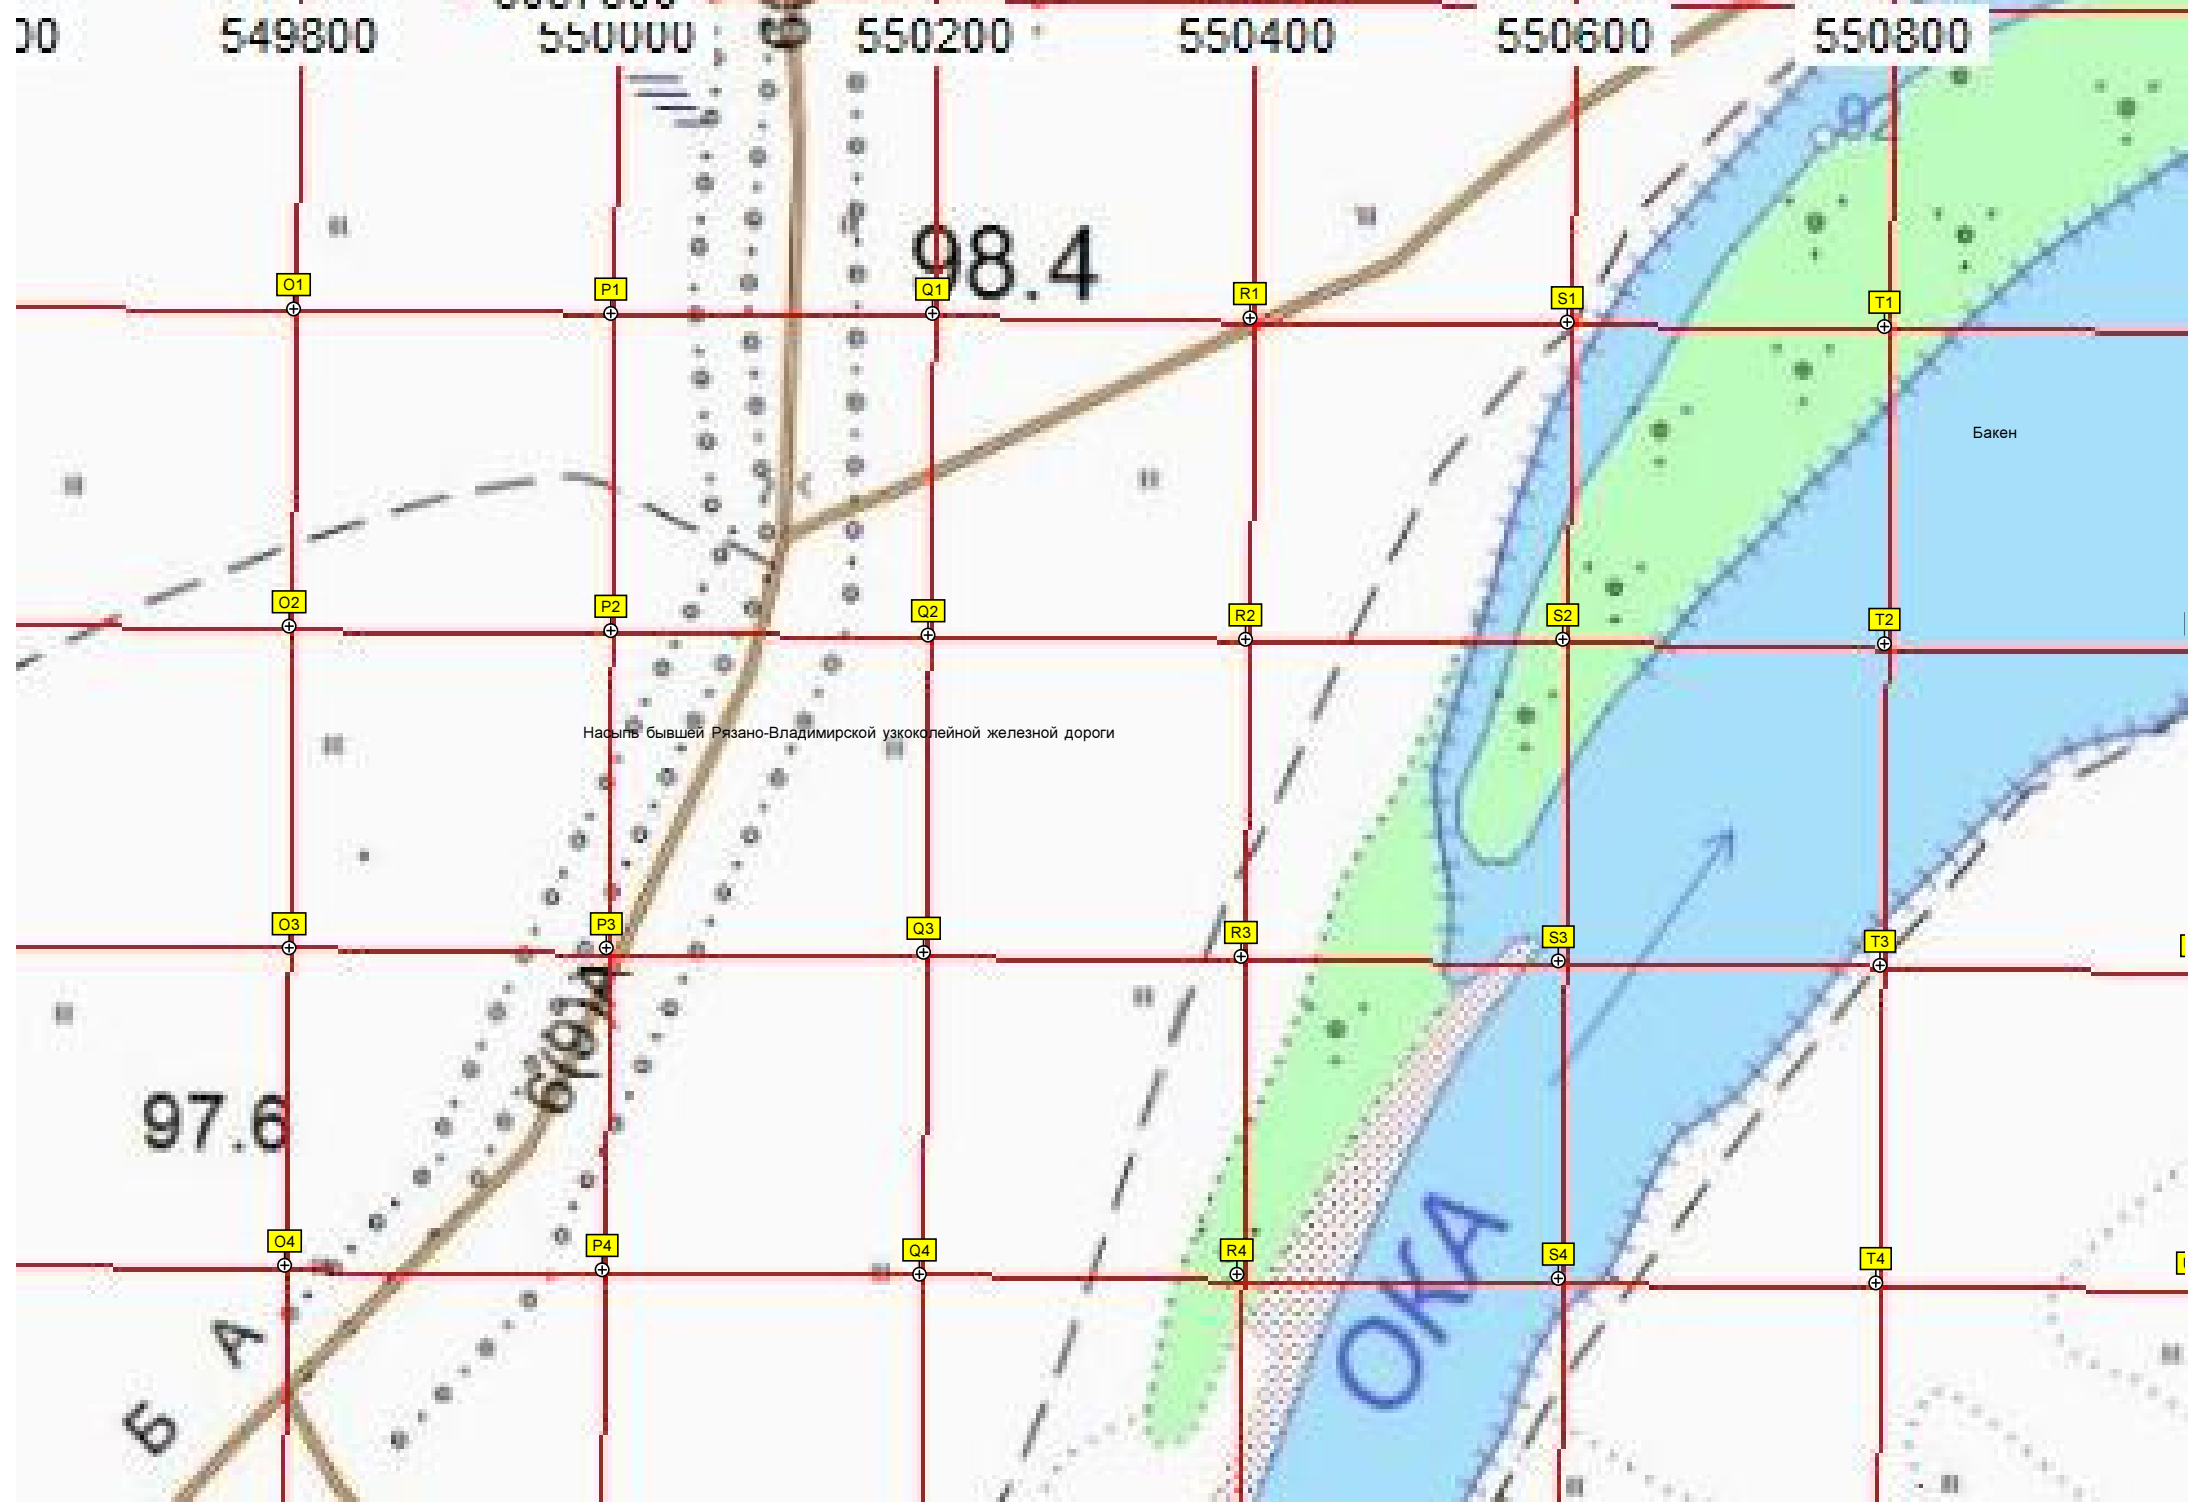 549800 550000 550200 550400 550600 550800
98.4
O1 P1 Q1 R1 S1 T1
Бакен
O2 P2 Q2 R2 S2 T2
Насыпь бывшей Рязано-Владимирской узкоколейной железной дороги
O3 P3 Q3 R3 S3 T3
6(9)А
97.6
O4 P4 Q4 R4 S4 T4
ОКА
Б А